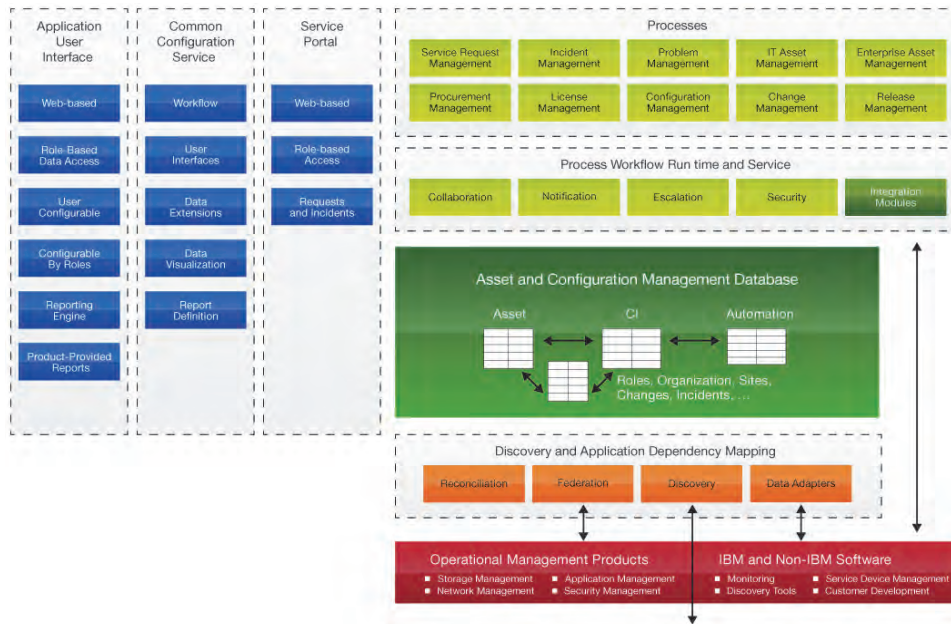 Application
User
Interface
Web-based
Role-Based
Data Access
User
Configurable
Configurable
By Roles
Reporting
Engine
Product-Provided
Reports
Common
Configuration
Service
Workflow
User
Interfaces
Data
Extensions
Data
Visualization
Report
Definition
Service
Portal
Web-based
Role-based
Access
Requests
and Incidents
Processes
Service Request
Management
Incident
Management
Problem
Management
IT Asset
Management
Enterprise Asset
Management
Procurement
Management
License
Management
Configuration
Management
Change
Management
Release
Management
Process Workflow Run time and Service
Collaboration
Notification
Escalation
Security
Integration
Modules
Asset and Configuration Management Database
Asset
CI
Automation
Roles, Organization, Sites,
Changes, Incidents, ...
Discovery and Application Dependency Mapping
Reconciliation
Federation
Discovery
Data Adapters
Operational Management Products
Storage Management
Application Management
Network Management
Security Management
IBM and Non-IBM Software
Monitoring
Service Device Management
Discovery Tools
Customer Development